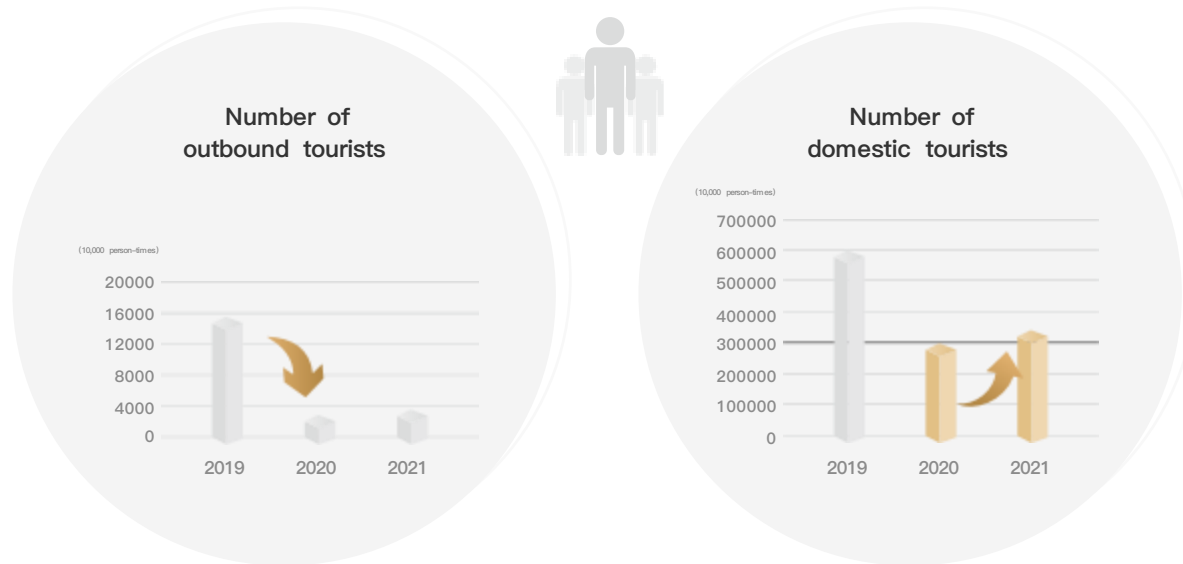 Number of
outbound tourists
(10,000 person-times)
20000
16000
12000
8000
4000
0
2019 2020 2021
Number of
domestic tourists
(10,000 person-times)
700000
600000
500000
400000
300000
200000
100000
0
2019 2020 2021